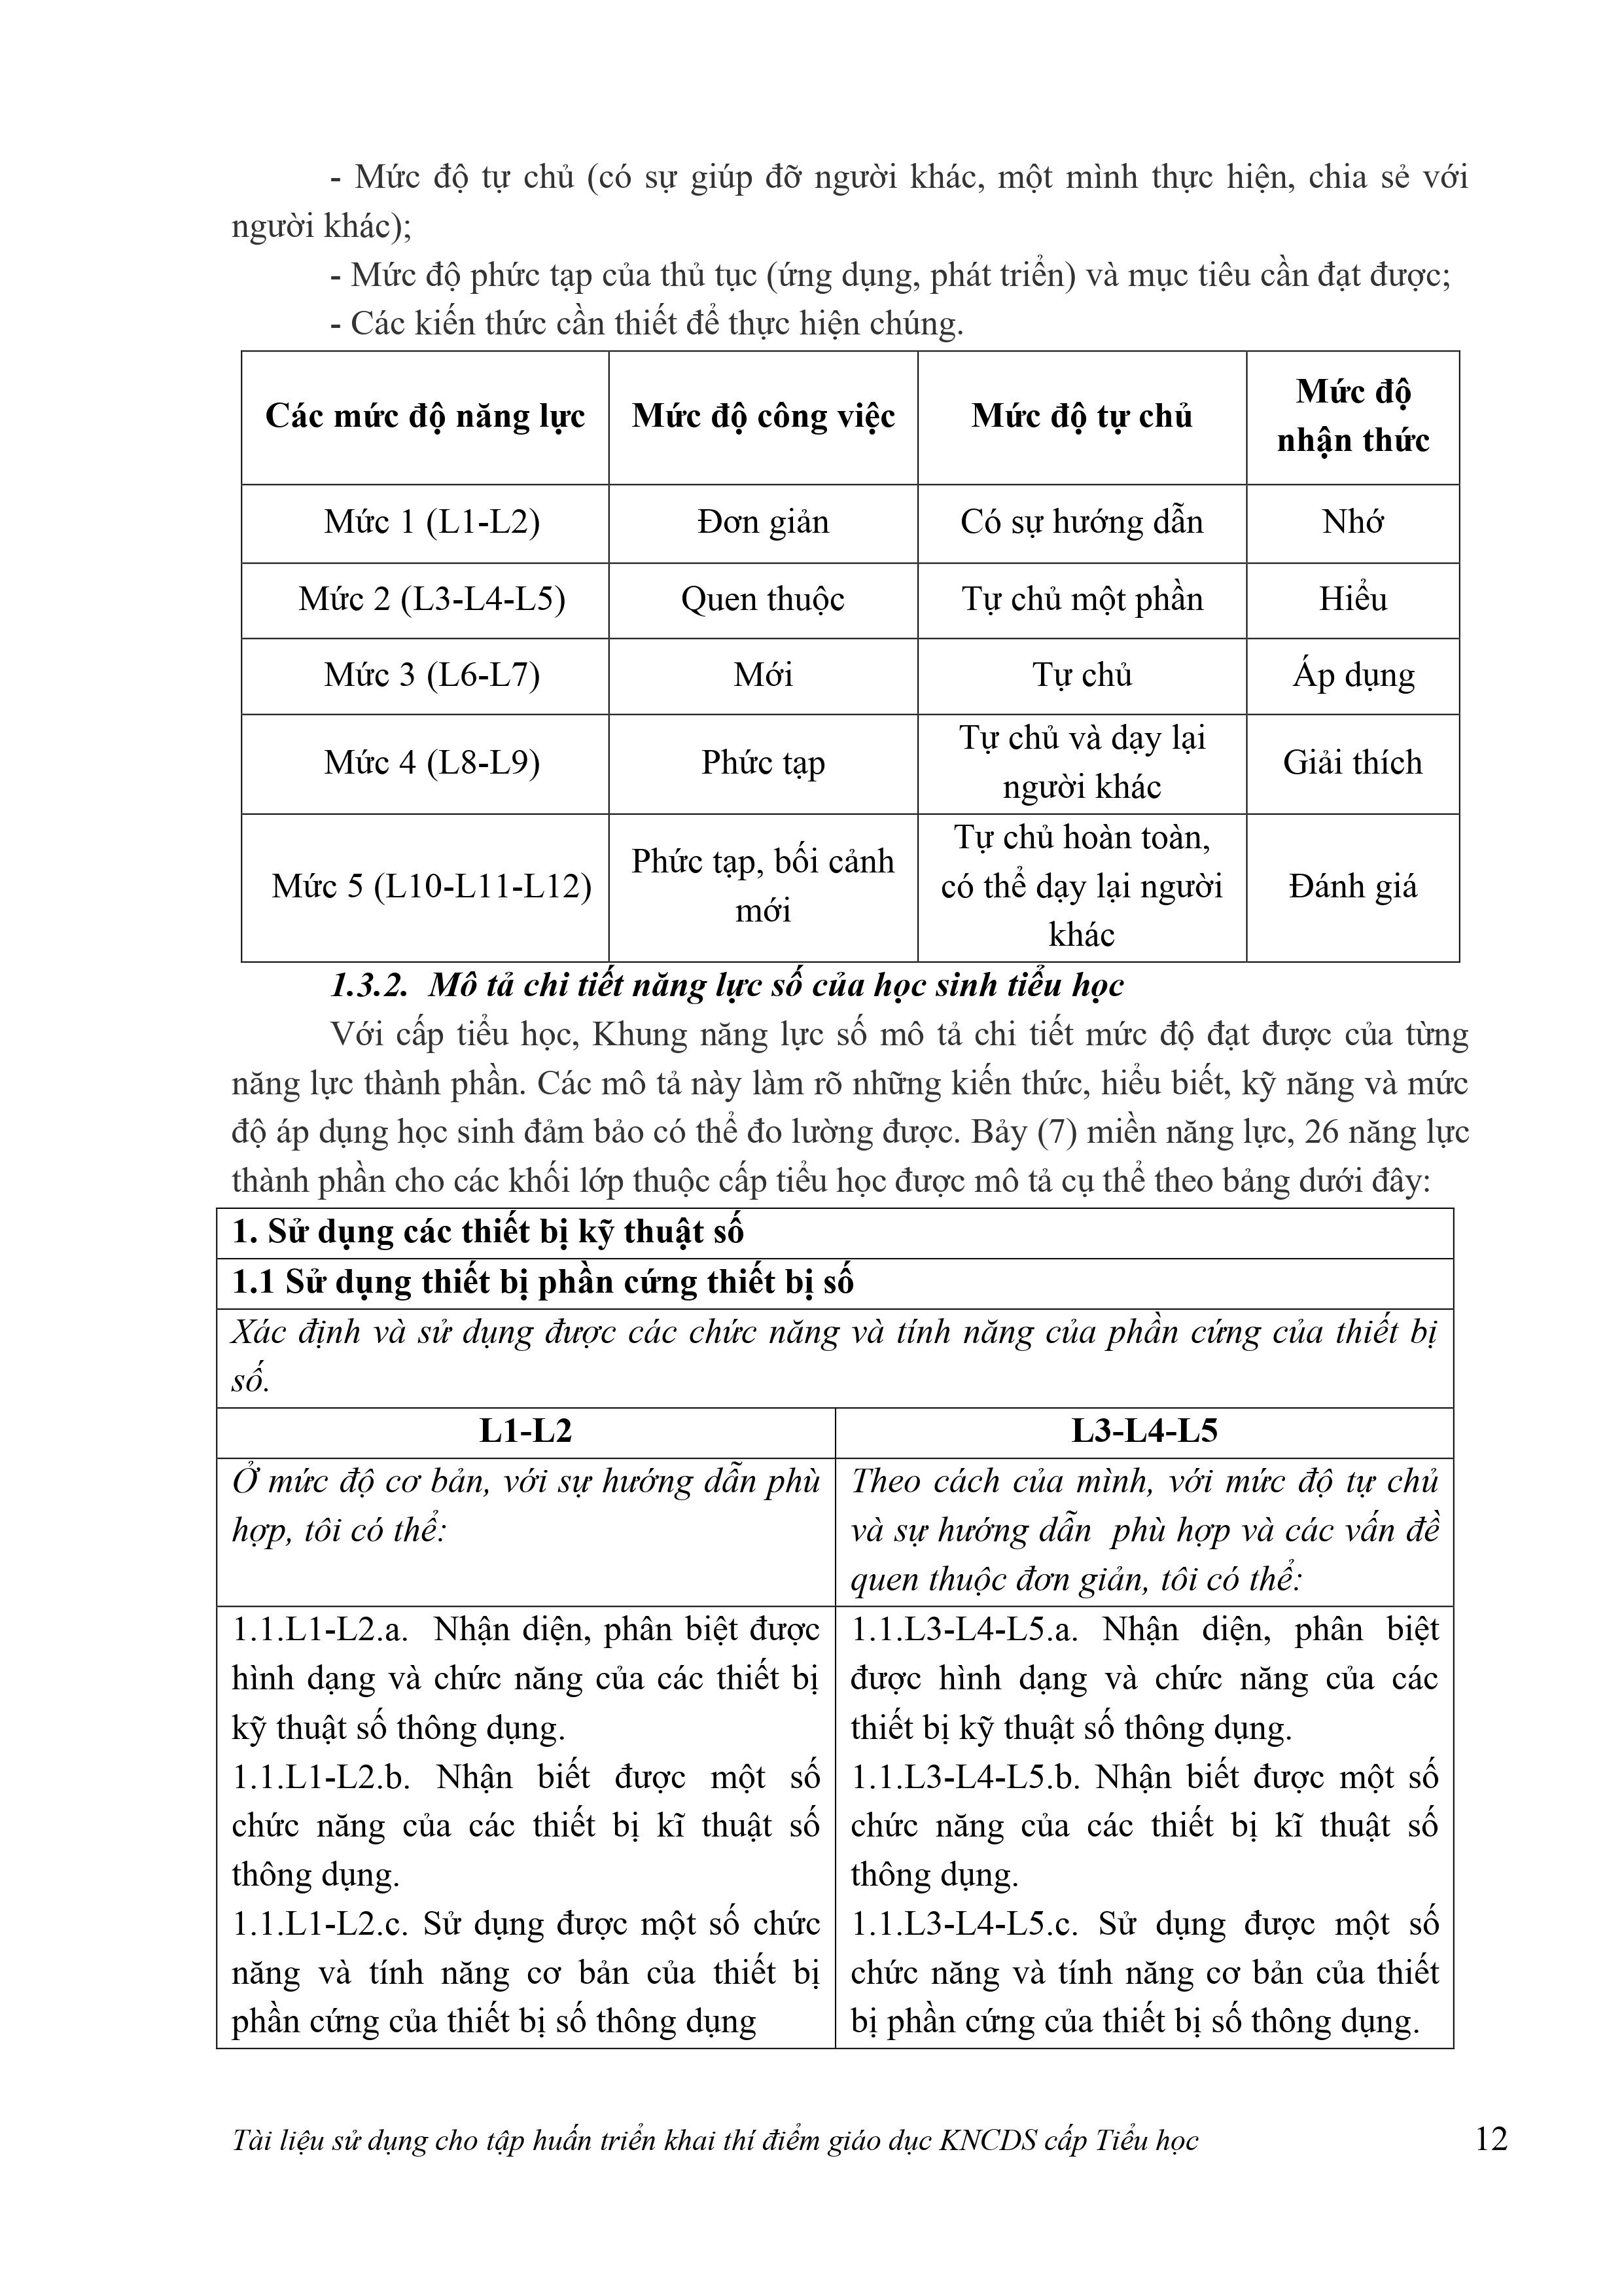 - Mức độ tự chủ (có sự giúp đỡ người khác, một mình thực hiện, chia sẻ với
người khác);
- Mức độ phức tạp của thủ tục (ứng dụng, phát triển) và mục tiêu cần đạt được;
- Các kiến thức cần thiết để thực hiện chúng.
Các mức độ năng lực Mức độ công việc Mức độ tự chủ Mức độ
nhận thức
Mức 1 (L1-L2) Đơn giản Có sự hướng dẫn Nhớ
Mức 2 (L3-L4-L5) Quen thuộc Tự chủ một phần Hiểu
Mức 3 (L6-L7) Mới Tự chủ Áp dụng
Mức 4 (L8-L9) Phức tạp Tự chủ và dạy lại
người khác Giải thích
Mức 5 (L10-L11-L12) Phức tạp, bối cảnh
mới Tự chủ hoàn toàn,
có thể dạy lại người
khác Đánh giá
1.3.2. Mô tả chi tiết năng lực số của học sinh tiểu học
Với cấp tiểu học, Khung năng lực số mô tả chi tiết mức độ đạt được của từng
năng lực thành phần. Các mô tả này làm rõ những kiến thức, hiểu biết, kỹ năng và mức
độ áp dụng học sinh đảm bảo có thể đo lường được. Bảy (7) miền năng lực, 26 năng lực
thành phần cho các khối lớp thuộc cấp tiểu học được mô tả cụ thể theo bảng dưới đây:
1. Sử dụng các thiết bị kỹ thuật số
1.1 Sử dụng thiết bị phần cứng thiết bị số
Xác định và sử dụng được các chức năng và tính năng của phần cứng của thiết bị
số.
L1-L2
Ở mức độ cơ bản, với sự hướng dẫn phù
hợp, tôi có thể:
1.1.L1-L2.a. Nhận diện, phân biệt được
hình dạng và chức năng của các thiết bị
kỹ thuật số thông dụng.
1.1.L1-L2.b. Nhận biết được một số
chức năng của các thiết bị kĩ thuật số
thông dụng.
1.1.L1-L2.c. Sử dụng được một số chức
năng và tính năng cơ bản của thiết bị
phần cứng của thiết bị số thông dụng
L3-L4-L5
Theo cách của mình, với mức độ tự chủ
và sự hướng dẫn phù hợp và các vấn đề
quen thuộc đơn giản, tôi có thể:
1.1.L3-L4-L5.a. Nhận diện, phân biệt
được hình dạng và chức năng của các
thiết bị kỹ thuật số thông dụng.
1.1.L3-L4-L5.b. Nhận biết được một số
chức năng của các thiết bị kĩ thuật số
thông dụng.
1.1.L3-L4-L5.c. Sử dụng được một số
chức năng và tính năng cơ bản của thiết
bị phần cứng của thiết bị số thông dụng.
Tài liệu sử dụng cho tập huấn triển khai thí điểm giáo dục KNCDS cấp Tiểu học 12